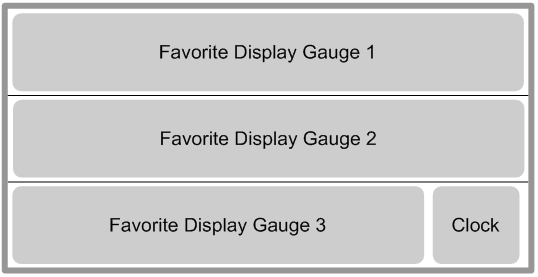 Favorite Display Gauge 1
Favorite Display Gauge 2
Favorite Display Gauge 3
Clock